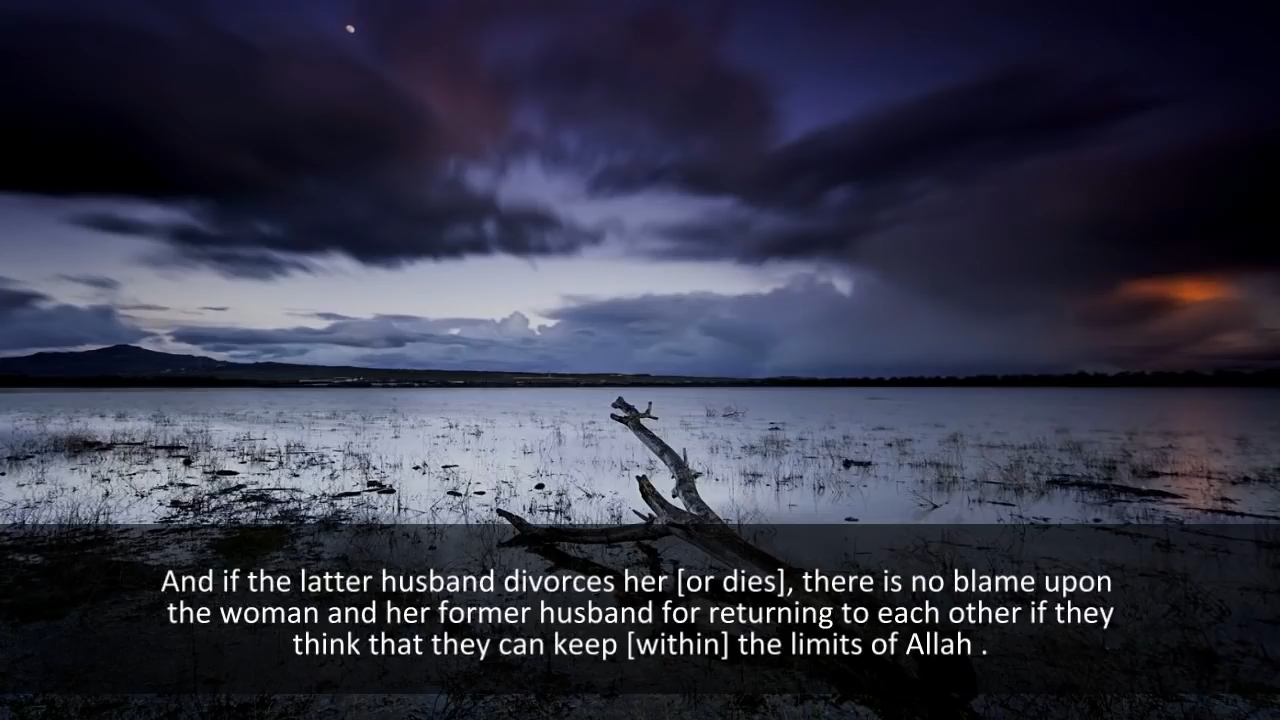 And if the latter husband divorces her [or dies], there is no blame upon
the woman and her former husband for returning to each other if they
think that they can keep [within] the limits of Allah .